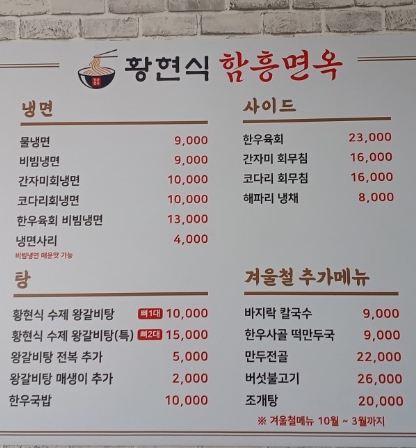 황현식 함흥면옥
냉면
물냉면 9,000
비빔냉면 9,000
간자미회냉면 10,000
코다리회냉면 10,000
한우육회 비빔냉면 13,000
냉면사리 4,000
비빔냉면 매운맛 가능
탕
황현식 수제 왕갈비탕 뼈1대 10,000
황현식 수제 왕갈비탕(특) 뼈2대 15,000
왕갈비탕 전복 추가 5,000
왕갈비탕 매생이 추가 2,000
한우국밥 10,000
사이드
한우육회 23,000
간자미 회무침 16,000
코다리 회무침 16,000
해파리 냉채 8,000
겨울철 추가메뉴
바지락 칼국수 9,000
한우사골 떡만두국 9,000
만두전골 22,000
버섯불고기 26,000
조개탕 20,000
※ 겨울철메뉴 10월 ~ 3월까지